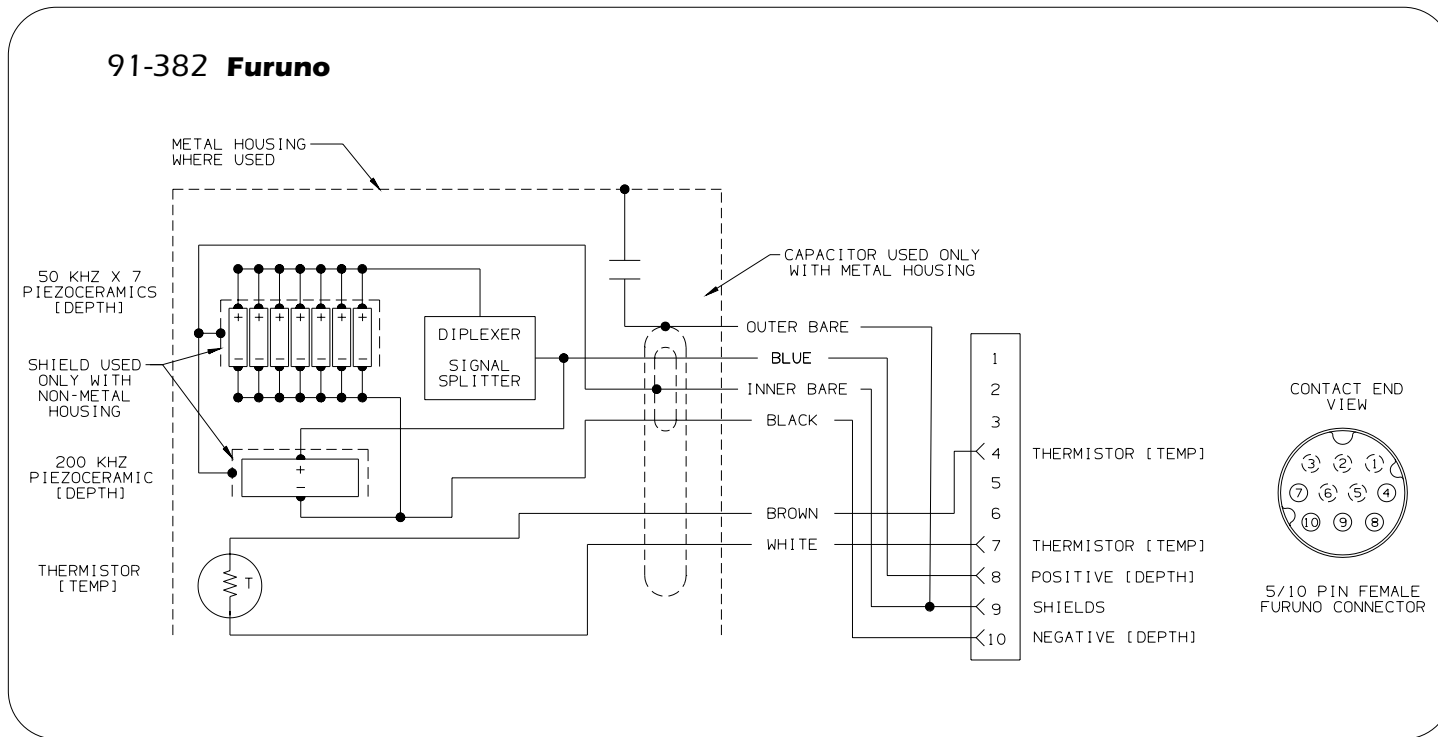 91-382 Furuno
METAL HOUSING
WHERE USED
50 KHZ X 7
PIEZOCERAMICS
[DEPTH]
SHIELD USED
ONLY WITH
NON-METAL
HOUSING
200 KHZ
PIEZOCERAMIC
[DEPTH]
THERMISTOR
[TEMP]
+ + + + + + +
– – – – – – –
+
–
T
DIPLEXER
SIGNAL
SPLITTER
CAPACITOR USED ONLY
WITH METAL HOUSING
OUTER BARE
BLUE
INNER BARE
BLACK
BROWN
WHITE
1
2
3
4 THERMISTOR [TEMP]
5
6
7 THERMISTOR [TEMP]
8 POSITIVE [DEPTH]
9 SHIELDS
10 NEGATIVE [DEPTH]
CONTACT END
VIEW
3 2 1
7 6 5 4
10 9 8
5/10 PIN FEMALE
FURUNO CONNECTOR